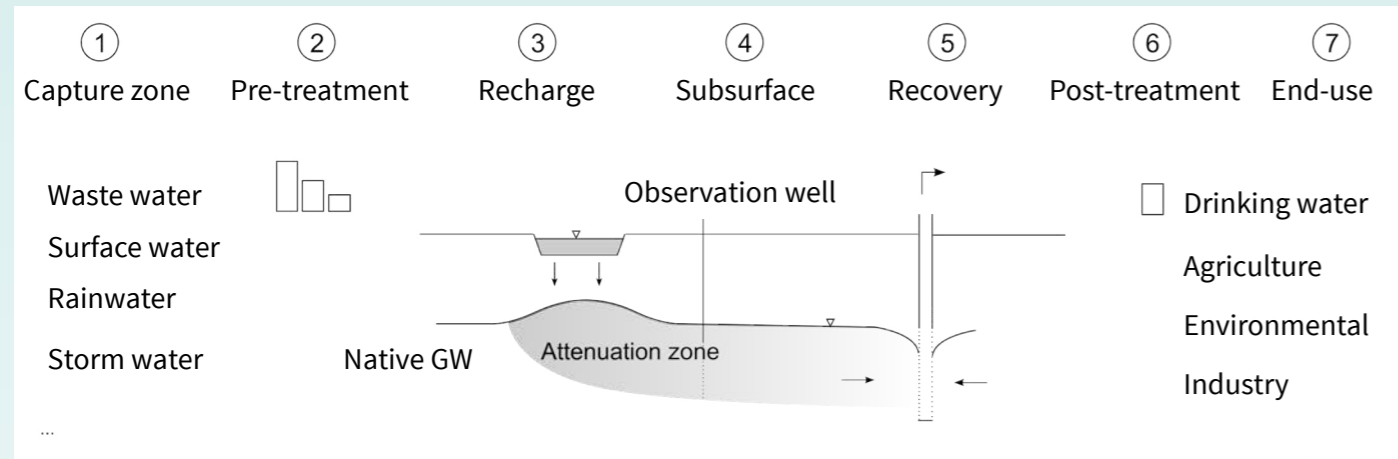 1 2 3 4 5 6 7
Capture zone Pre-treatment Recharge Subsurface Recovery Post-treatment End-use
Waste water
Surface water
Rainwater
Storm water
...
Observation well
Native GW
Attenuation zone
Drinking water
Agriculture
Environmental
Industry